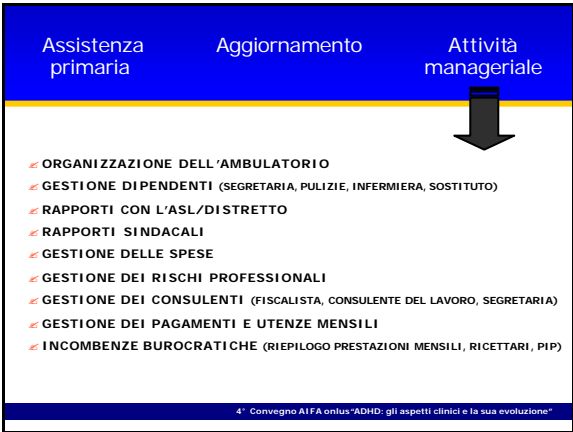 Assistenza primaria
Aggiornamento
Attività manageriale
ORGANIZZAZIONE DELL'AMBULATORIO
GESTIONE DIPENDENTI (SEGRETARIA, PULIZIE, INFERMIERA, SOSTITUTO)
RAPPORTI CON L'ASL/DISTRETTO
RAPPORTI SINDACALI
GESTIONE DELLE SPESE
GESTIONE DEI RISCHI PROFESSIONALI
GESTIONE DEI CONSULENTI (FISCALISTA, CONSULENTE DEL LAVORO, SEGRETARIA)
GESTIONE DEI PAGAMENTI E UTENZE MENSILI
INCOMBENZE BUROCRATICHE (RIEPILOGO PRESTAZIONI MENSILI, RICETTARI, PIP)
4° Convegno AIFA onlus"ADHD: gli aspetti clinici e la sua evoluzione"